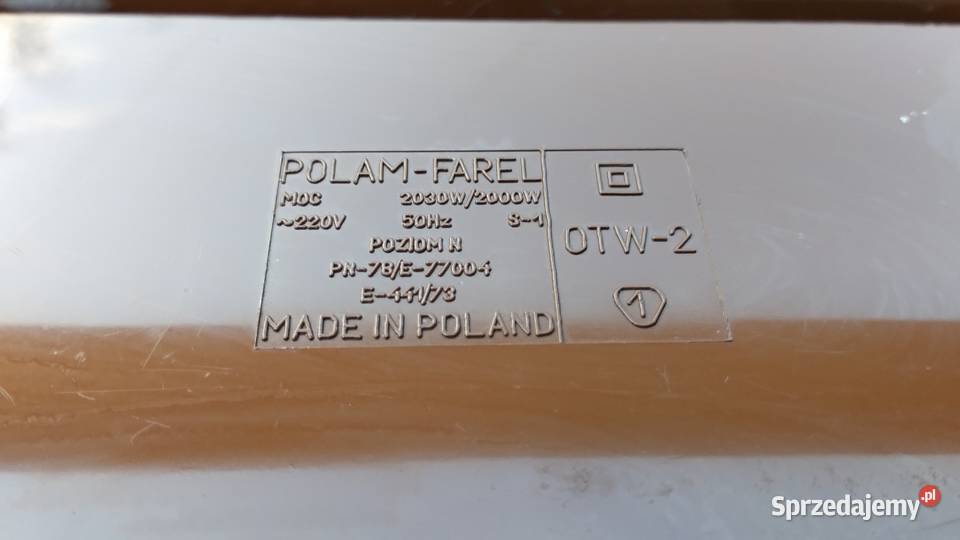 POLAM-FAREL
MOC 2030W/2000W
~220V 50Hz S-1
POZIOM N
PN-78/E-77004
E-441/73
MADE IN POLAND
OTW-2
1
Sprzedajemy.pl